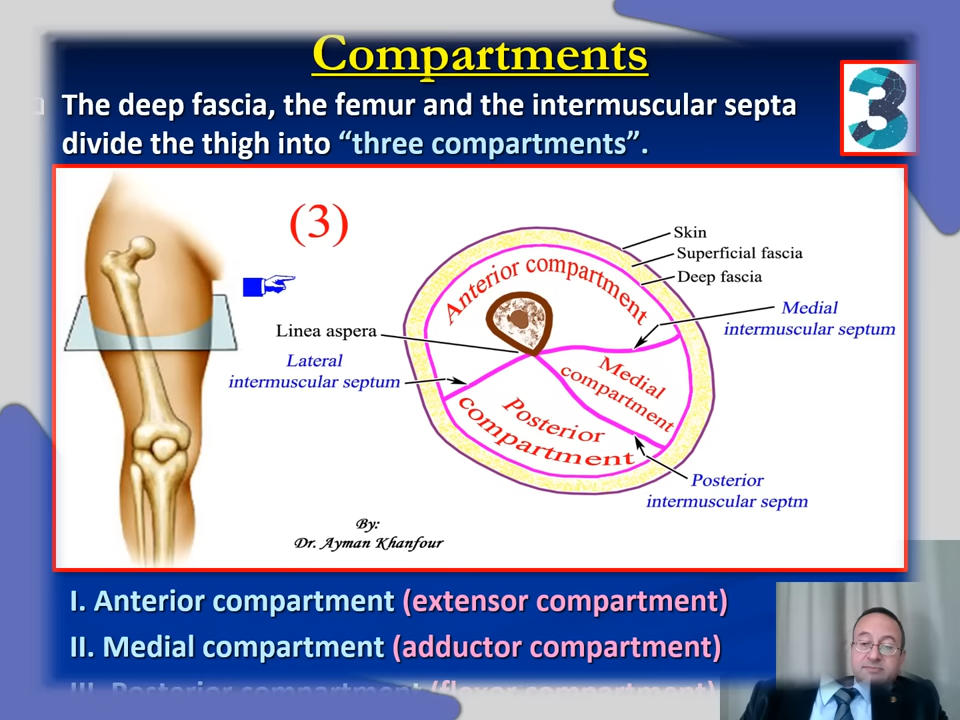 Compartments
The deep fascia, the femur and the intermuscular septa
divide the thigh into “three compartments”.
3
(3)
Skin
Superficial fascia
Deep fascia
Anterior compartment
Medial
intermuscular septum
Linea aspera
Lateral
intermuscular septum
Medial
compartment
Posterior
compartment
Posterior
intermuscular septm
By:
Dr. Ayman Khanfour
I. Anterior compartment (extensor compartment)
II. Medial compartment (adductor compartment)
III. Posterior compartment (flexor compartment)